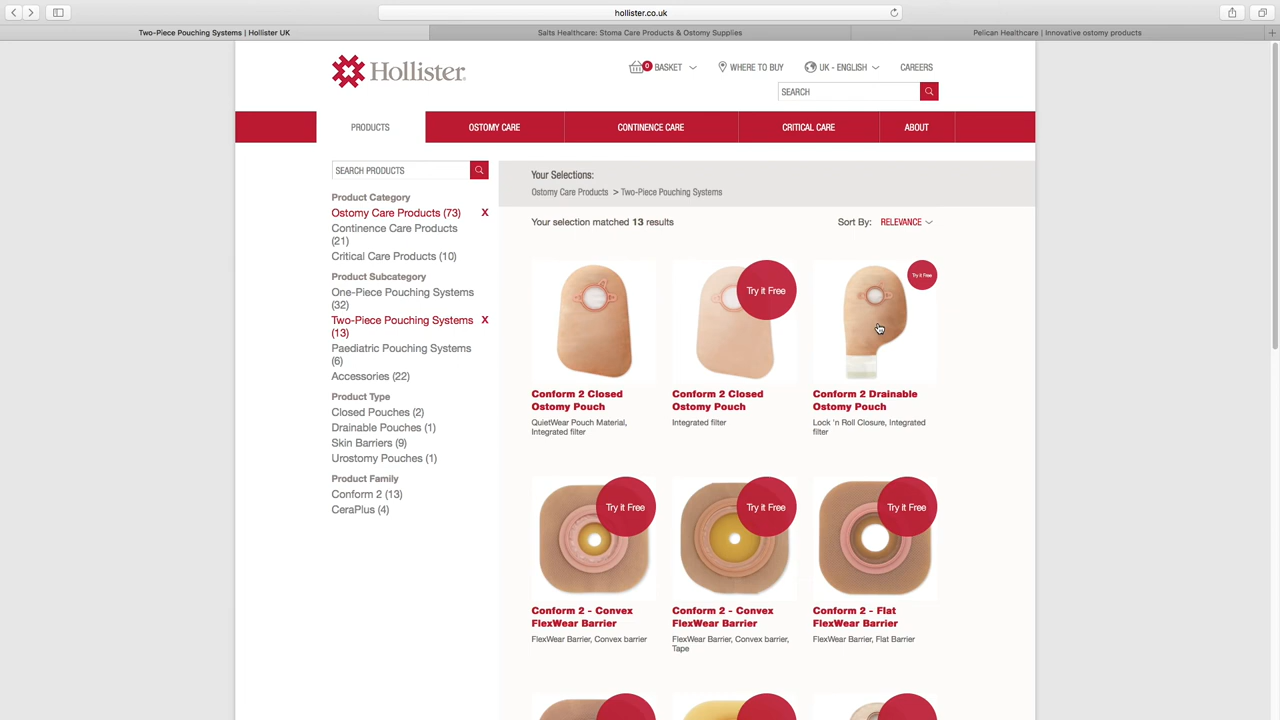 hollister.co.uk
Two-Piece Pouching Systems | Hollister UK
Salts Healthcare: Stoma Care Products & Ostomy Supplies
Pelican Healthcare | Innovative ostomy products
Hollister
0 BASKET
WHERE TO BUY
UK - ENGLISH
CAREERS
SEARCH
PRODUCTS
OSTOMY CARE
CONTINENCE CARE
CRITICAL CARE
ABOUT
SEARCH PRODUCTS
Product Category
Ostomy Care Products (73) X
Continence Care Products
(21)
Critical Care Products (10)
Product Subcategory
One-Piece Pouching Systems
(32)
Two-Piece Pouching Systems X
(13)
Paediatric Pouching Systems
(6)
Accessories (22)
Product Type
Closed Pouches (2)
Drainable Pouches (1)
Skin Barriers (9)
Urostomy Pouches (1)
Product Family
Conform 2 (13)
CeraPlus (4)
Your Selections:
Ostomy Care Products > Two-Piece Pouching Systems
Your selection matched 13 results
Sort By: RELEVANCE
Conform 2 Closed
Ostomy Pouch
QuietWear Pouch Material,
Integrated filter
Try it Free
Conform 2 Closed
Ostomy Pouch
Integrated filter
Try it Free
Conform 2 Drainable
Ostomy Pouch
Lock 'n Roll Closure, Integrated
filter
Try it Free
Conform 2 - Convex
FlexWear Barrier
FlexWear Barrier, Convex barrier
Try it Free
Conform 2 - Convex
FlexWear Barrier
FlexWear Barrier, Convex barrier,
Tape
Try it Free
Conform 2 - Flat
FlexWear Barrier
FlexWear Barrier, Flat Barrier